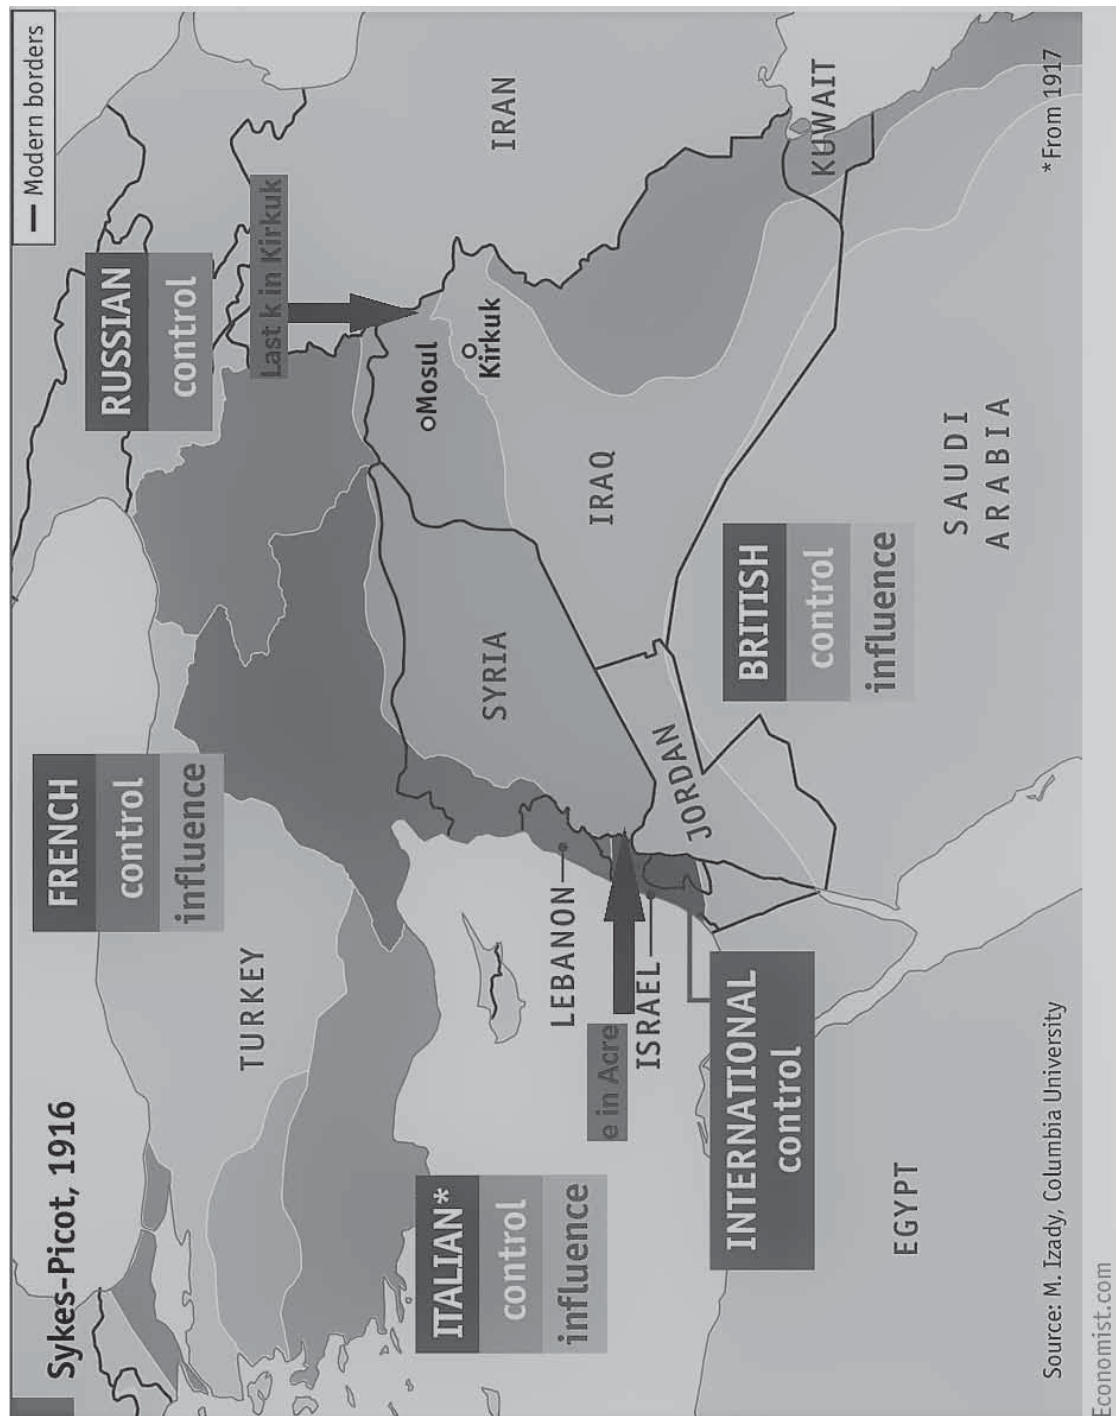 Sykes-Picot, 1916
Modern borders
FRENCH
control
influence
RUSSIAN
control
Last k in Kirkuk
TURKEY
IRAN
Mosul
Kirkuk
ITALIAN*
control
influence
SYRIA
LEBANON
IRAQ
e in Acre
ISRAEL
JORDAN
KUWAIT
INTERNATIONAL
control
BRITISH
control
influence
EGYPT
SAUDI
ARABIA
Source: M. Izady, Columbia University
*From 1917
Economist.com